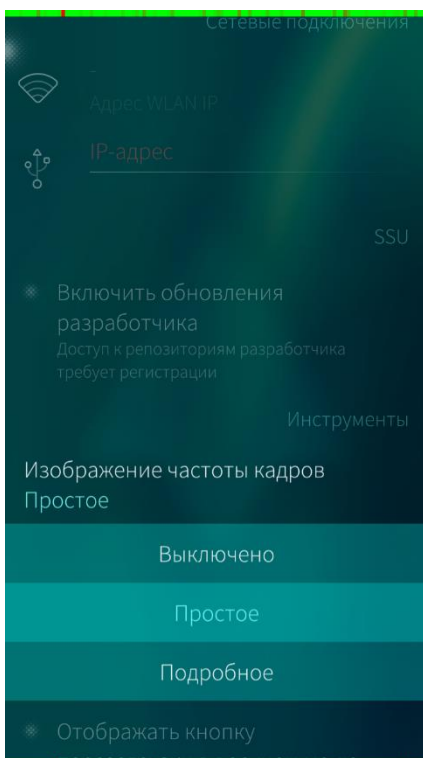 Сетевые подключения
-
Адрес WLAN IP
IP-адрес
SSU
Включить обновления
разработчика
Доступ к репозиториям разработчика
требует регистрации
Инструменты
Изображение частоты кадров
Простое
Выключено
Простое
Подробное
Отображать кнопку